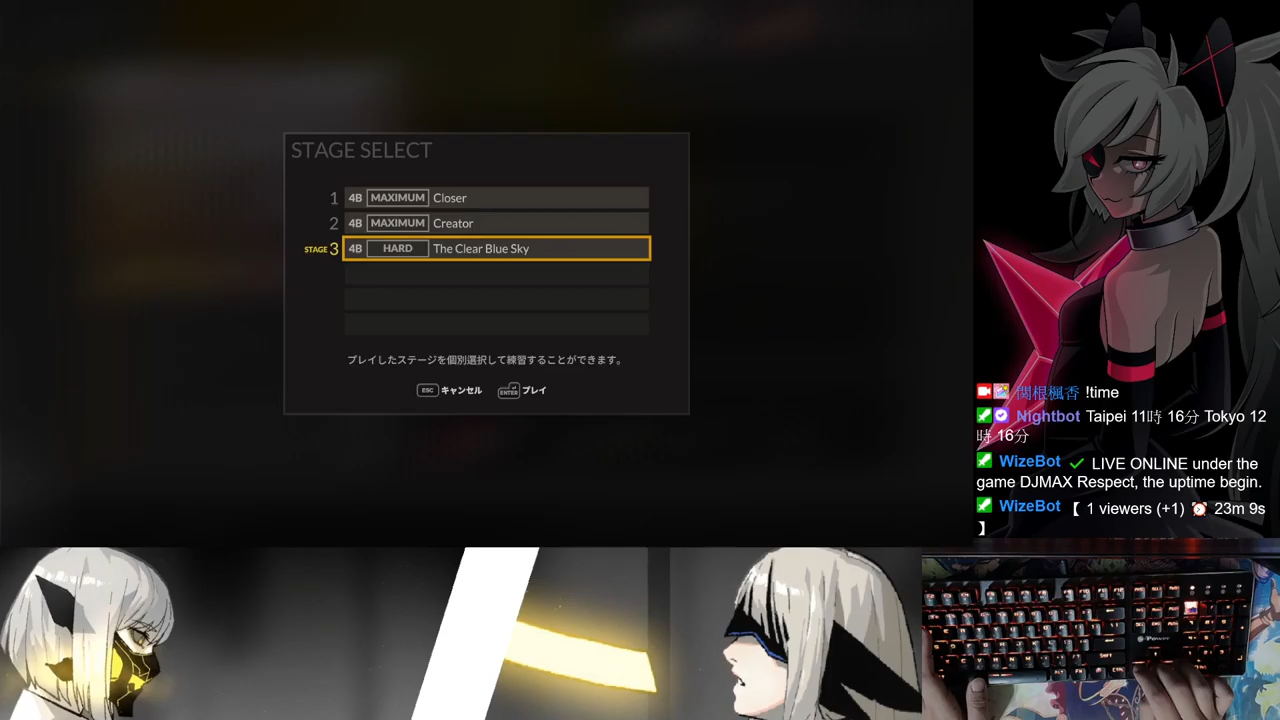 STAGE SELECT
1 4B MAXIMUM Closer
2 4B MAXIMUM Creator
STAGE 3 4B HARD The Clear Blue Sky
プレイしたステージを個別選択して練習することができます。
ESC キャンセル ENTER プレイ
関根楓香 !time
Nightbot Taipei 11時 16分 Tokyo 12
時 16分
WizeBot LIVE ONLINE under the
game DJMAX Respect, the uptime begin.
WizeBot 【 1 viewers (+1) ⏰ 23m 9s
】